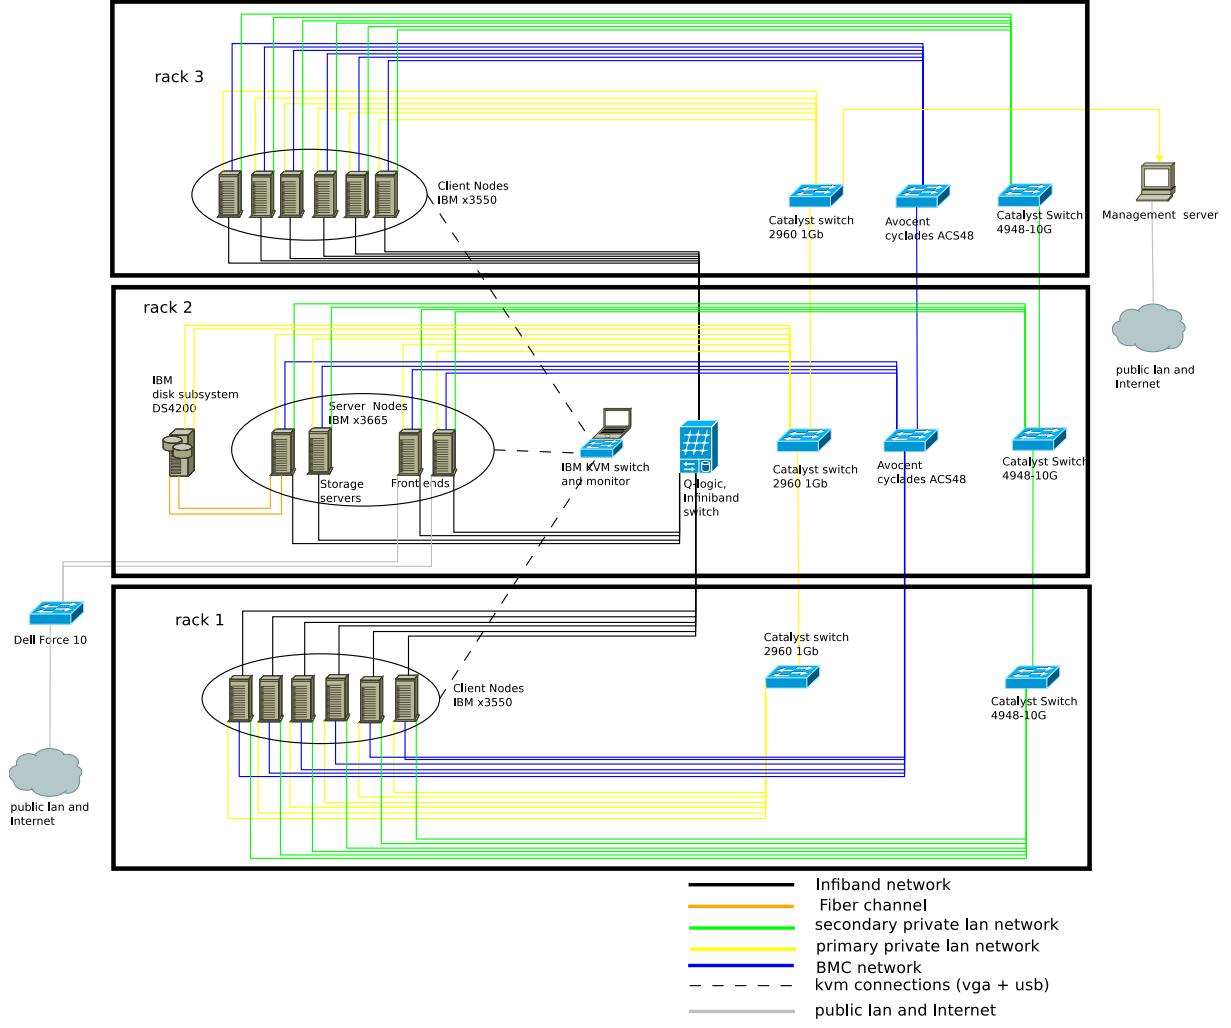 rack 3
Client Nodes
IBM x3550
Catalyst switch
2960 1Gb
Avocent
cyclades ACS48
Catalyst Switch
4948-10G
Management server
public lan and
Internet
rack 2
IBM
disk subsystem
DS4200
Server Nodes
IBM x3665
Storage
servers
Front ends
IBM KVM switch
and monitor
Q-logic,
Infiniband
switch
Catalyst switch
2960 1Gb
Avocent
cyclades ACS48
Catalyst Switch
4948-10G
Dell Force 10
public lan and
Internet
rack 1
Client Nodes
IBM x3550
Catalyst switch
2960 1Gb
Catalyst Switch
4948-10G
Infiband network
Fiber channel
secondary private lan network
primary private lan network
BMC network
kvm connections (vga + usb)
public lan and Internet